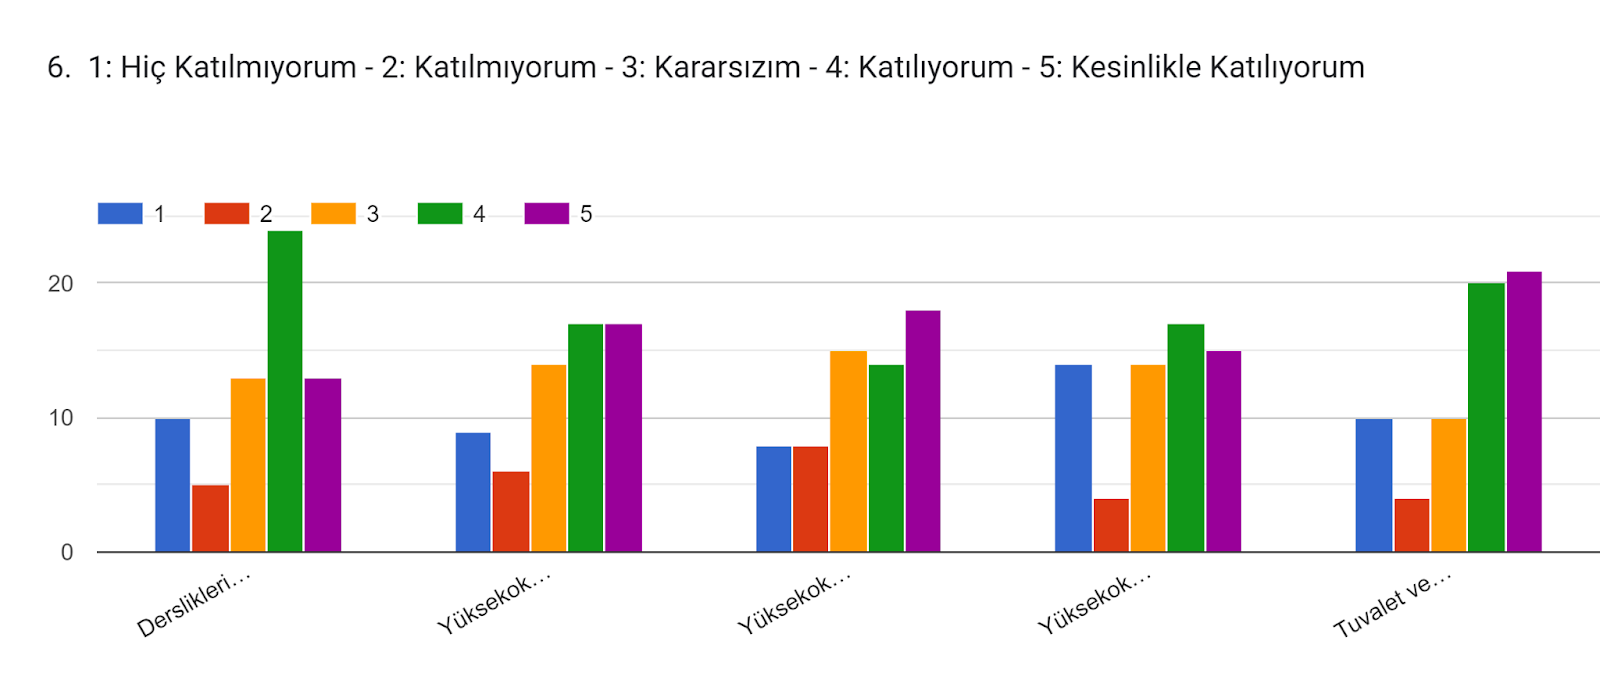 6. 1: Hiç Katılmıyorum - 2: Katılmıyorum - 3: Kararsızım - 4: Katılıyorum - 5: Kesinlikle Katılıyorum
1 2 3 4 5
20
10
0
Derslikleri...
Yüksekok...
Yüksekok...
Yüksekok...
Tuvalet ve...